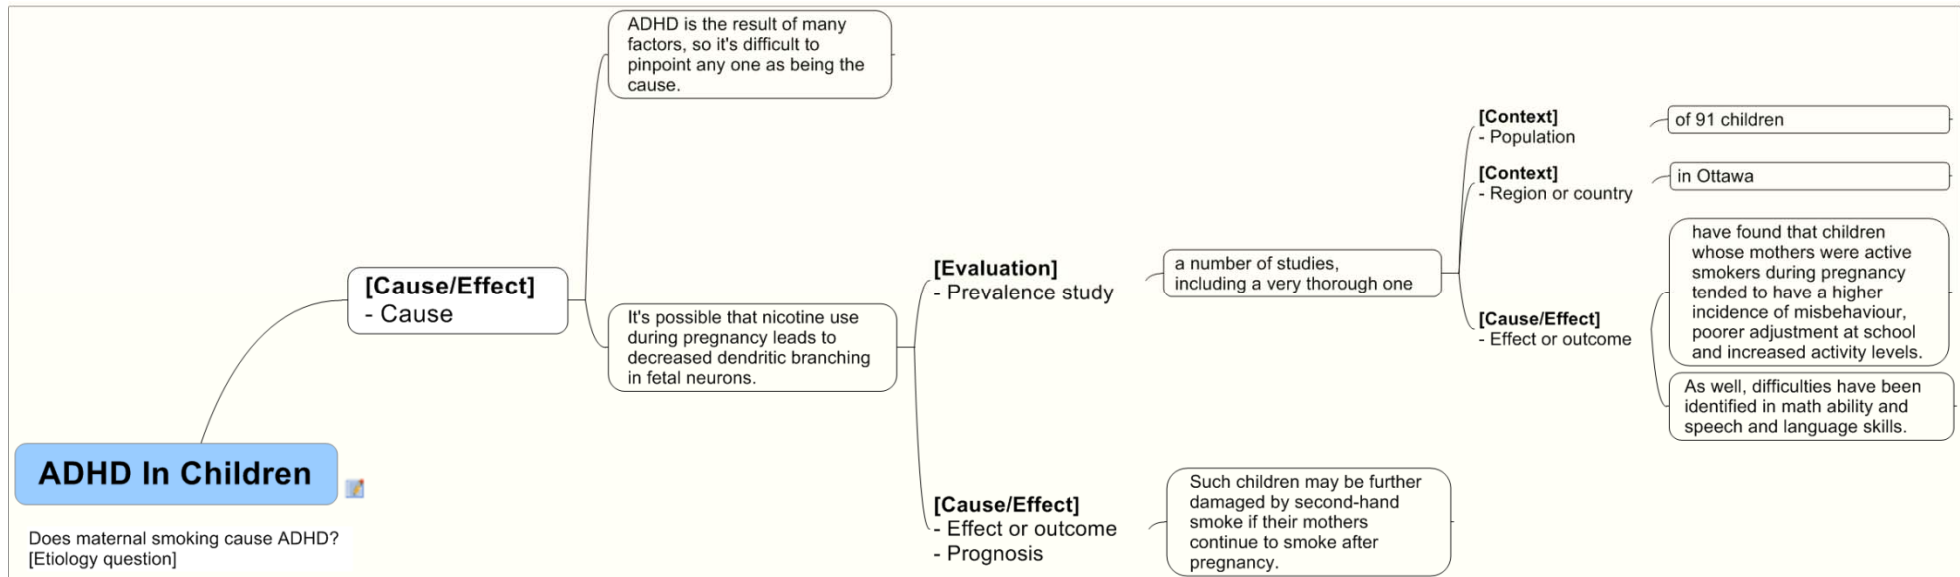 ADHD In Children
Does maternal smoking cause ADHD?
[Etiology question]
[Cause/Effect]
- Cause
ADHD is the result of many
factors, so it's difficult to
pinpoint any one as being the
cause.
It's possible that nicotine use
during pregnancy leads to
decreased dendritic branching
in fetal neurons.
[Evaluation]
- Prevalence study
a number of studies,
including a very thorough one
[Context]
- Population
of 91 children
[Context]
- Region or country
in Ottawa
[Cause/Effect]
- Effect or outcome
have found that children
whose mothers were active
smokers during pregnancy
tended to have a higher
incidence of misbehaviour,
poorer adjustment at school
and increased activity levels.
As well, difficulties have been
identified in math ability and
speech and language skills.
[Cause/Effect]
- Effect or outcome
- Prognosis
Such children may be further
damaged by second-hand
smoke if their mothers
continue to smoke after
pregnancy.